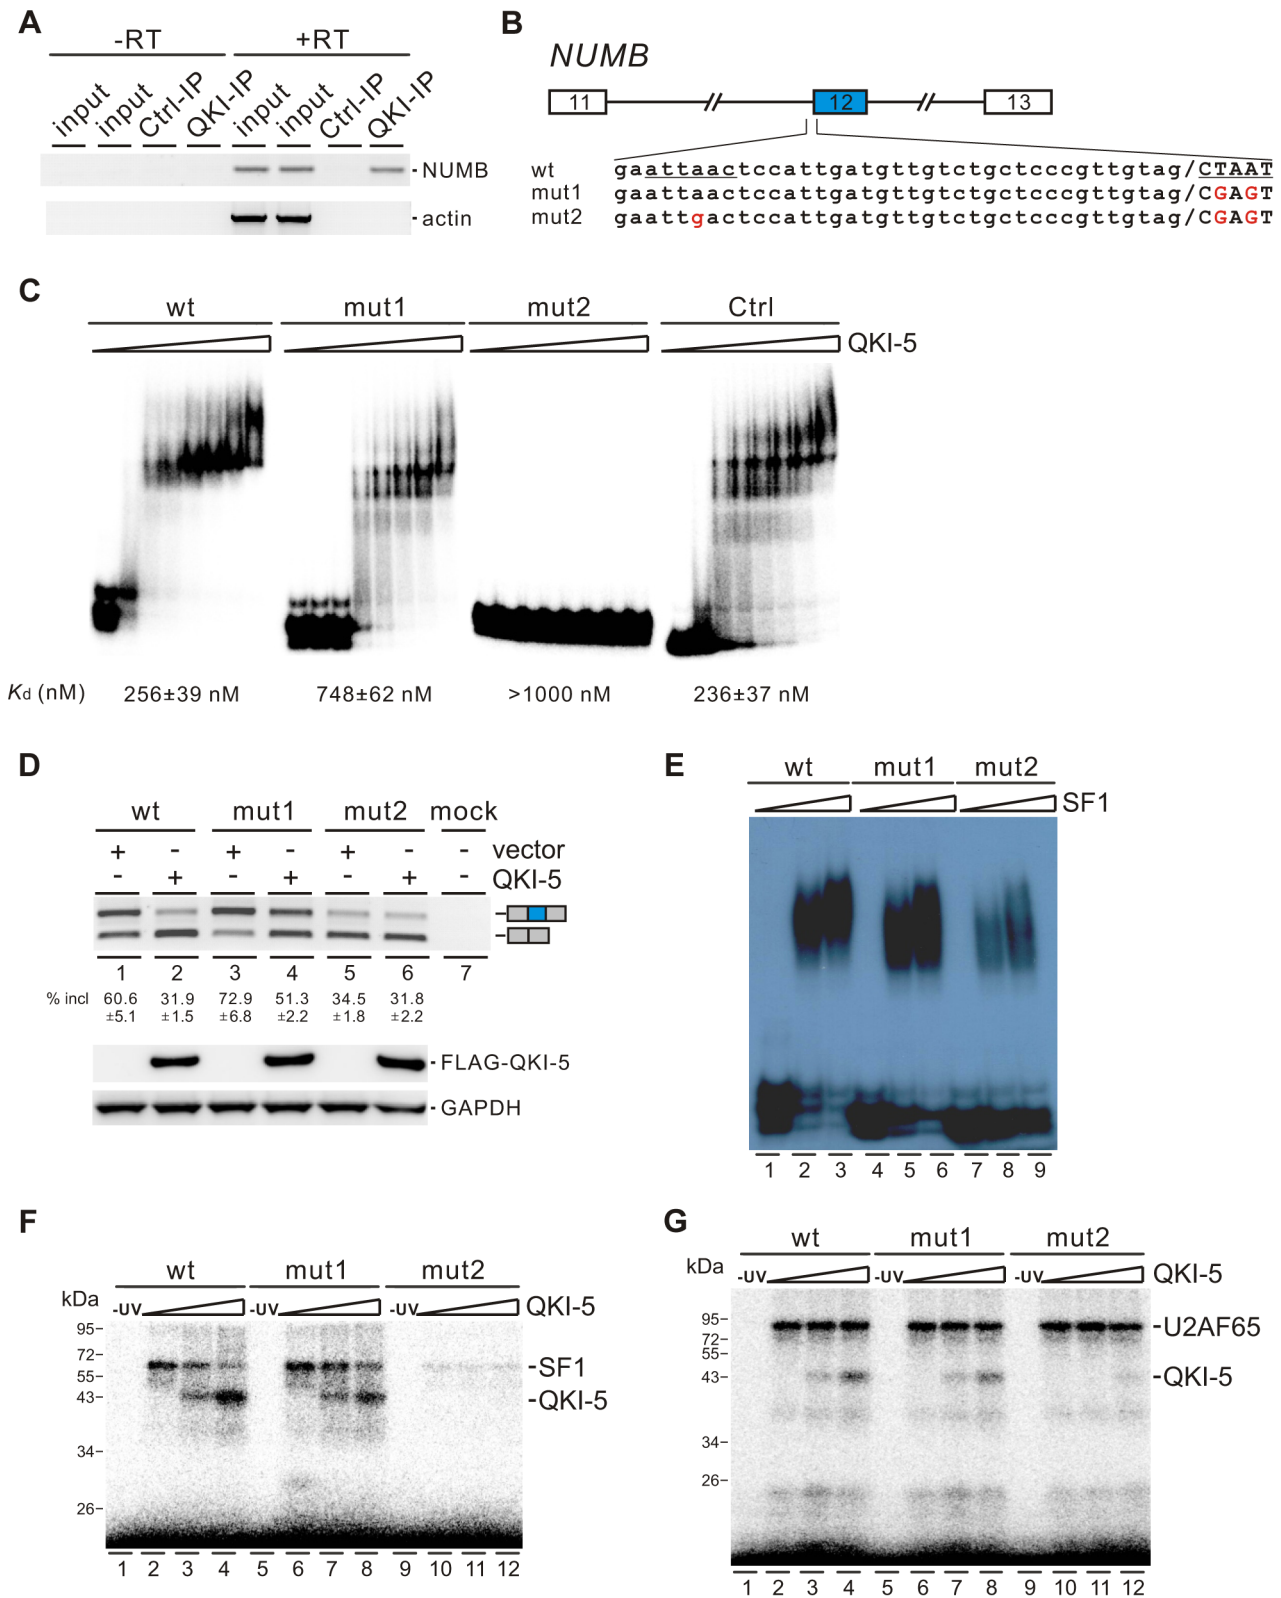 A
-RT +RT
input input Ctrl-IP QKI-IP input input Ctrl-IP QKI-IP
NUMB
actin
B
NUMB
11 12 13
wt gaattaactccattgatgttgtctgctcccgttgtag/CTAAT
mut1 gaattaactccattgatgttgtctgctcccgttgtag/CGAGT
mut2 gaattgactccattgatgttgtctgctcccgttgtag/CGAGT
C
wt mut1 mut2 Ctrl
QKI-5
Kd (nM) 256±39 nM 748±62 nM >1000 nM 236±37 nM
D
wt mut1 mut2 mock
+ - + - + - - vector
- + - + - + - QKI-5
1 2 3 4 5 6 7
% incl 60.6 31.9 72.9 51.3 34.5 31.8
±5.1 ±1.5 ±6.8 ±2.2 ±1.8 ±2.2
FLAG-QKI-5
GAPDH
E
wt mut1 mut2
SF1
1 2 3 4 5 6 7 8 9
F
wt mut1 mut2
kDa -UV -UV -UV QKI-5
95
72
55
43
34
26
SF1
QKI-5
1 2 3 4 5 6 7 8 9 10 11 12
G
wt mut1 mut2
kDa -UV -UV -UV QKI-5
95
72
55
43
34
26
U2AF65
QKI-5
1 2 3 4 5 6 7 8 9 10 11 12